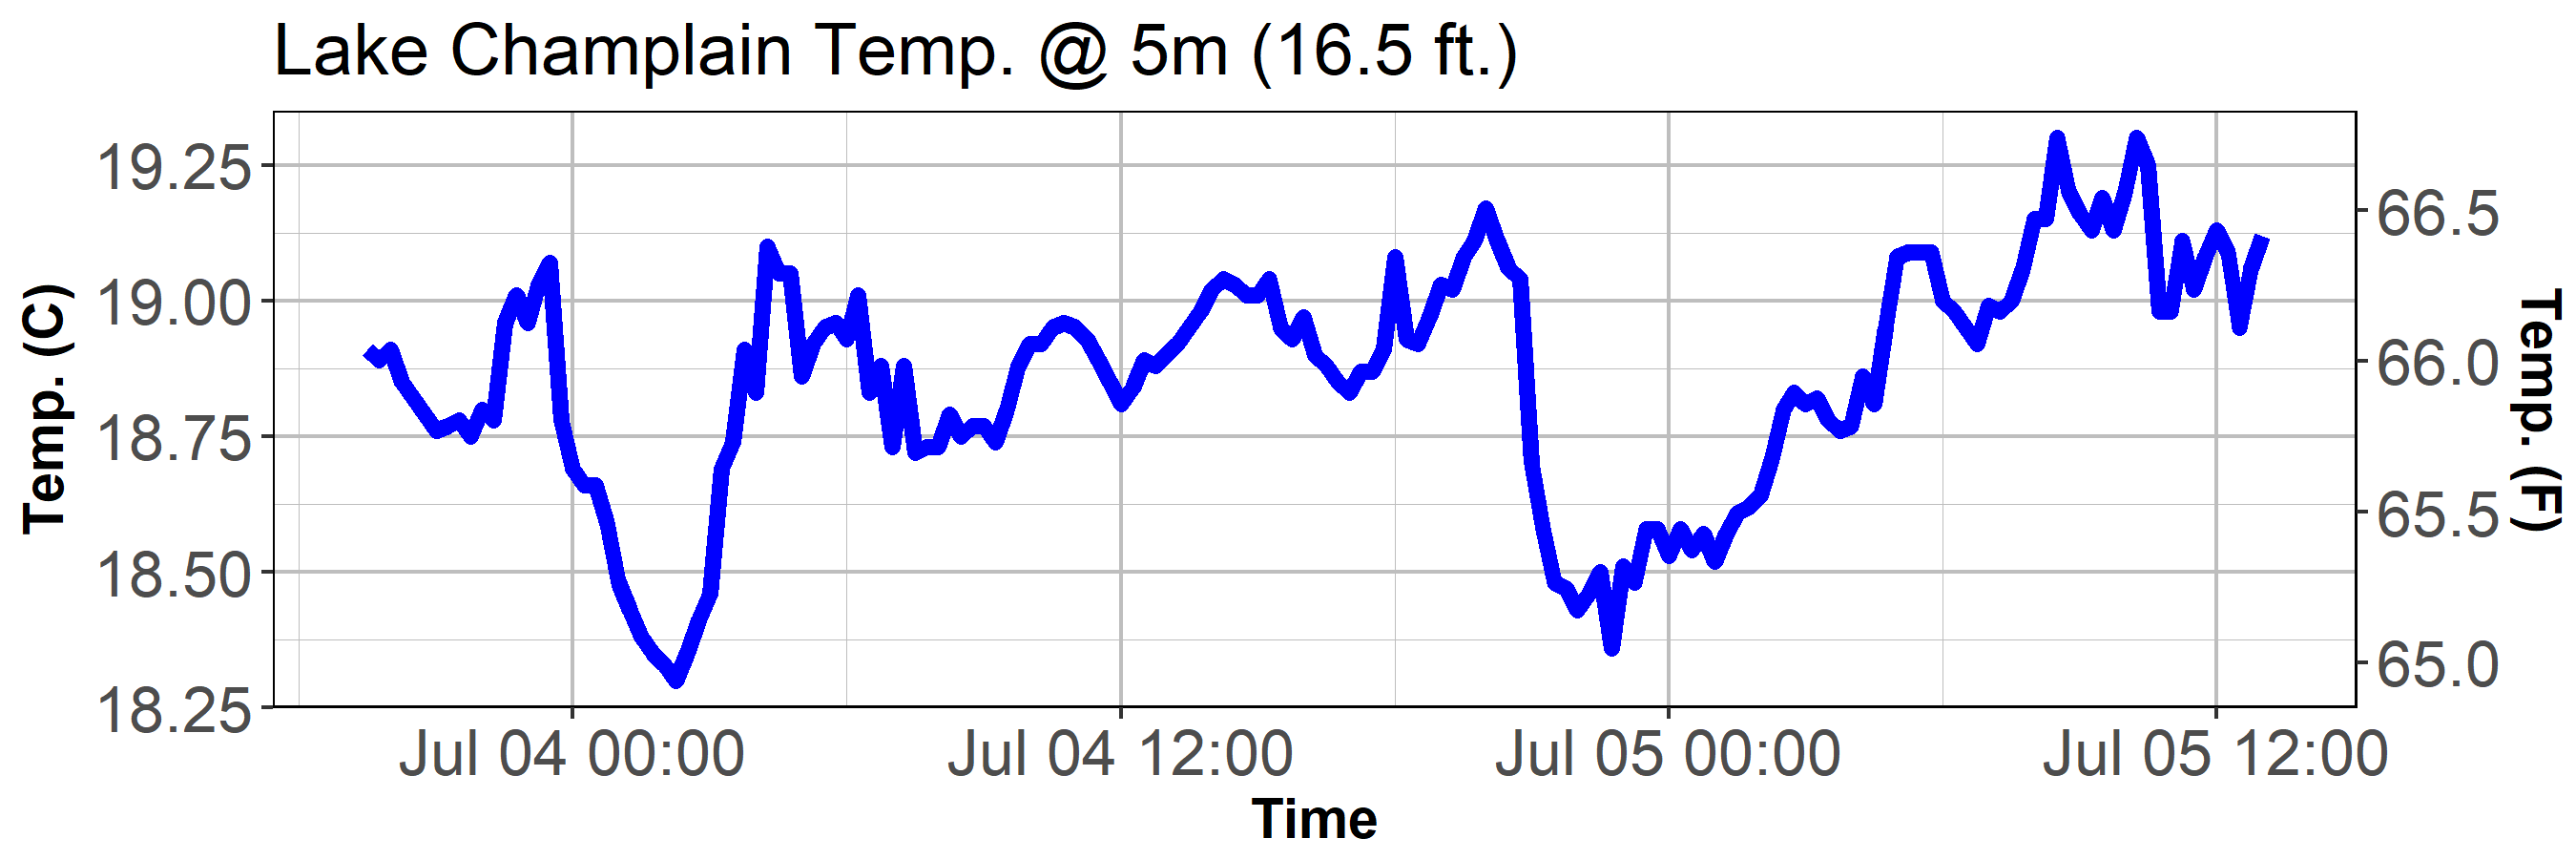 Lake Champlain Temp. @ 5m (16.5 ft.)
Temp. (C)
19.25
19.00
18.75
18.50
18.25
66.5
66.0
65.5
65.0
Temp. (F)
Jul 04 00:00
Jul 04 12:00
Jul 05 00:00
Jul 05 12:00
Time